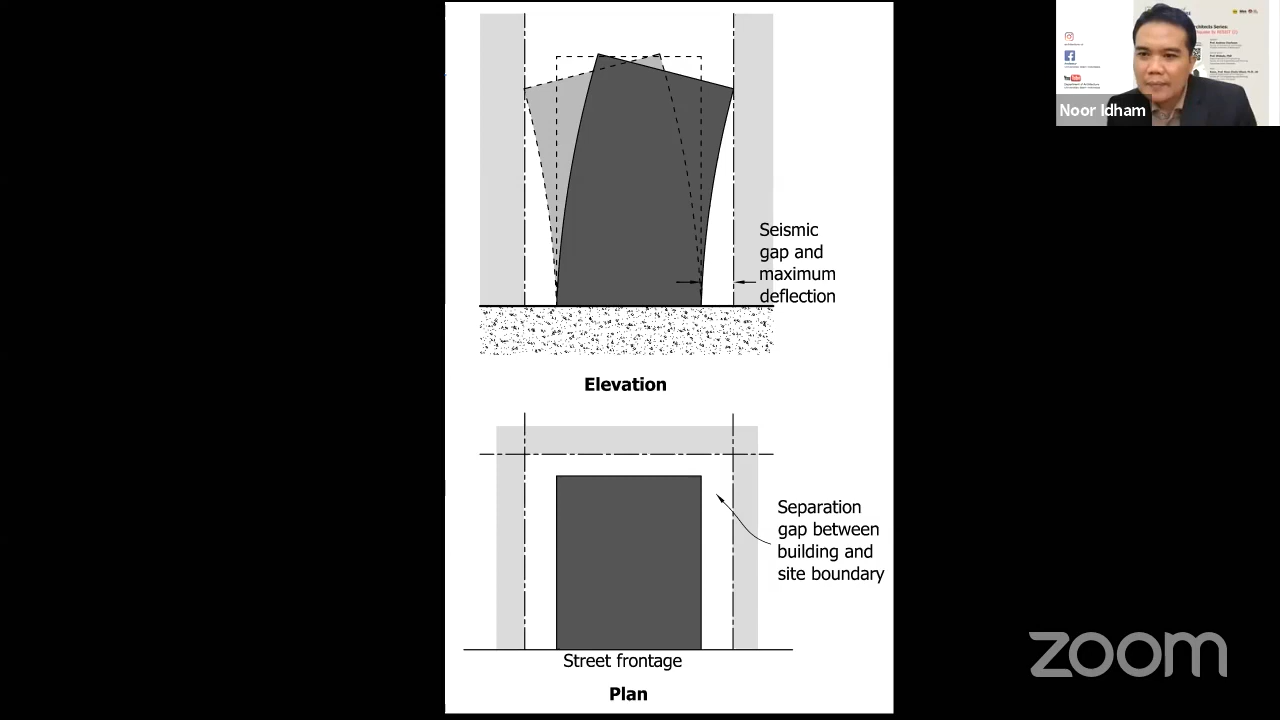 Seismic
gap and
maximum
deflection
Elevation
Separation
gap between
building and
site boundary
Street frontage
Plan
Noor Idham
zoom